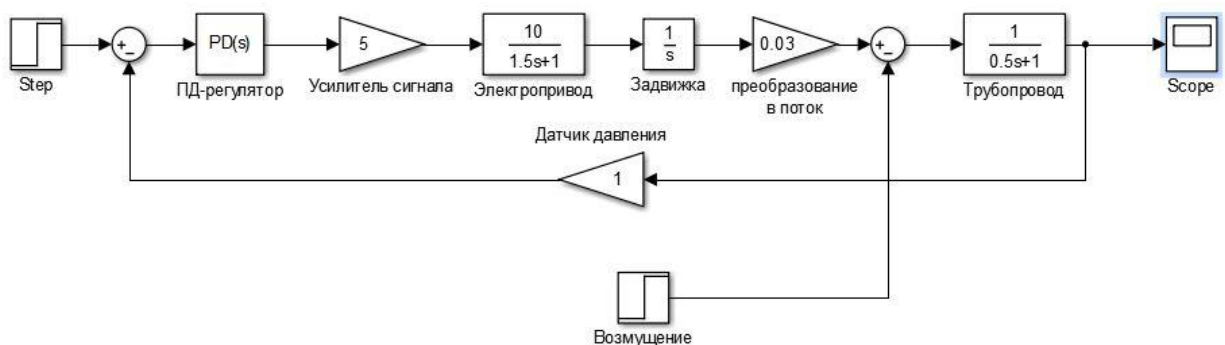 +
−
PD(s)
5
10
1.5s+1
1
s
0.03
+
−
1
0.5s+1
Step
ПД-регулятор
Усилитель сигнала
Электропривод
Задвижка
преобразование
в поток
Трубопровод
Scope
Датчик давления
1
Возмущение